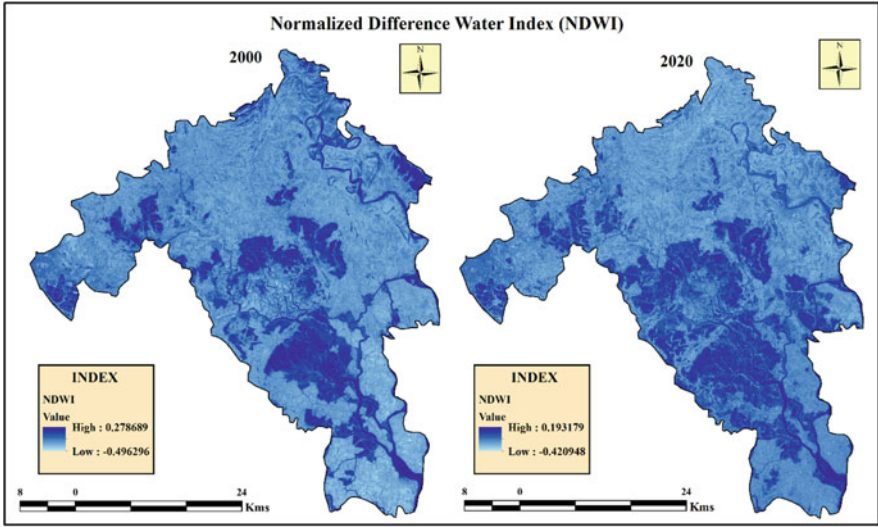 Normalized Difference Water Index (NDWI)
2000
N
2020
N
INDEX
NDWI
Value
High : 0.278689
Low : -0.496296
8 0 24
Kms
INDEX
NDWI
Value
High : 0.193179
Low : -0.420948
8 0 24
Kms